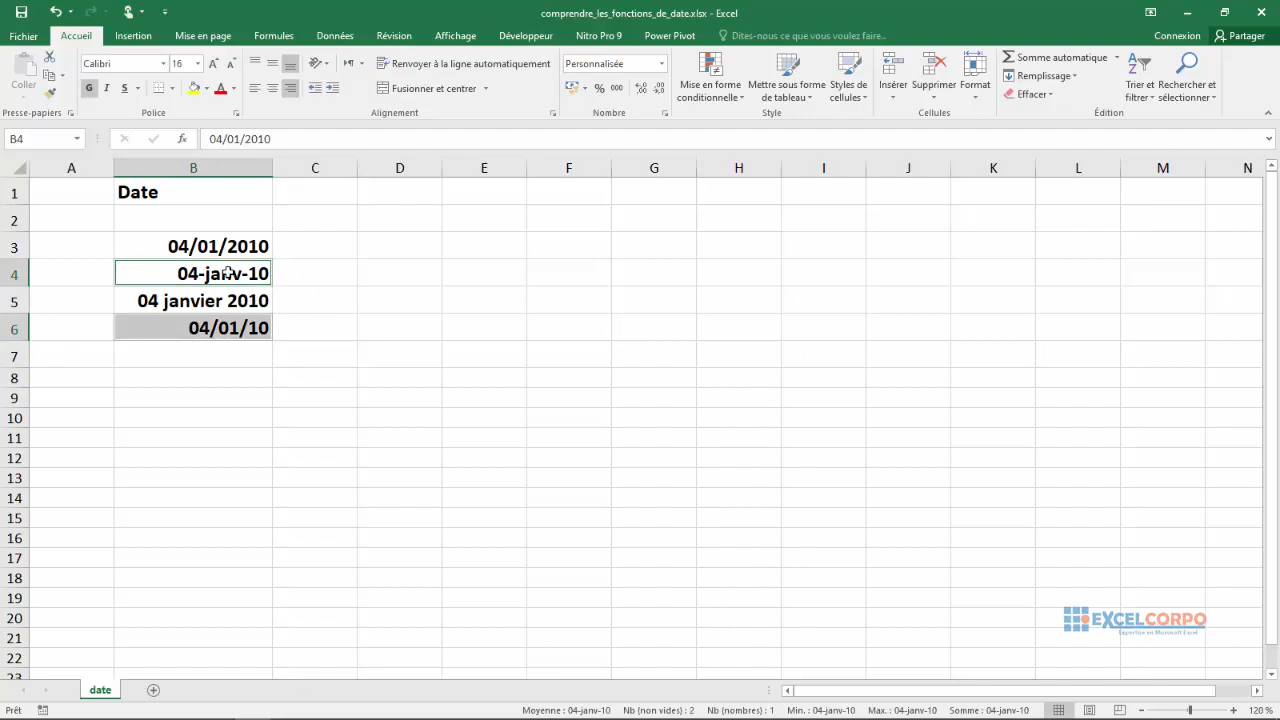 comprendre_les_fonctions_de_date.xlsx - Excel
Fichier Accueil Insertion Mise en page Formules Données Révision Affichage Développeur Nitro Pro 9 Power Pivot Dites-nous ce que vous voulez faire.. Connexion Partager
Coller
Calibri 16
G I S
Renvoyer à la ligne automatiquement
Fusionner et centrer
Personnalisée
% 000
Mise en forme conditionnelle
Mettre sous forme de tableau
Styles de cellules
Insérer Supprimer Format
Somme automatique
Remplissage
Effacer
Trier et filtrer
Rechercher et sélectionner
Presse-papiers Police Alignement Nombre Style Cellules Édition
B4 fx 04/01/2010
A B C D E F G H I J K L M N
1 Date
2
3 04/01/2010
4 04-janv-10
5 04 janvier 2010
6 04/01/10
7
8
9
10
11
12
13
14
15
16
17
18
19
20
21
22
23
EXCELCORPO
Expertise en Microsoft Excel
date
Prêt Moyenne : 04-janv-10 Nb (non vides) : 2 Nb (nombres) : 1 Min. : 04-janv-10 Max. : 04-janv-10 Somme : 04-janv-10 120 %